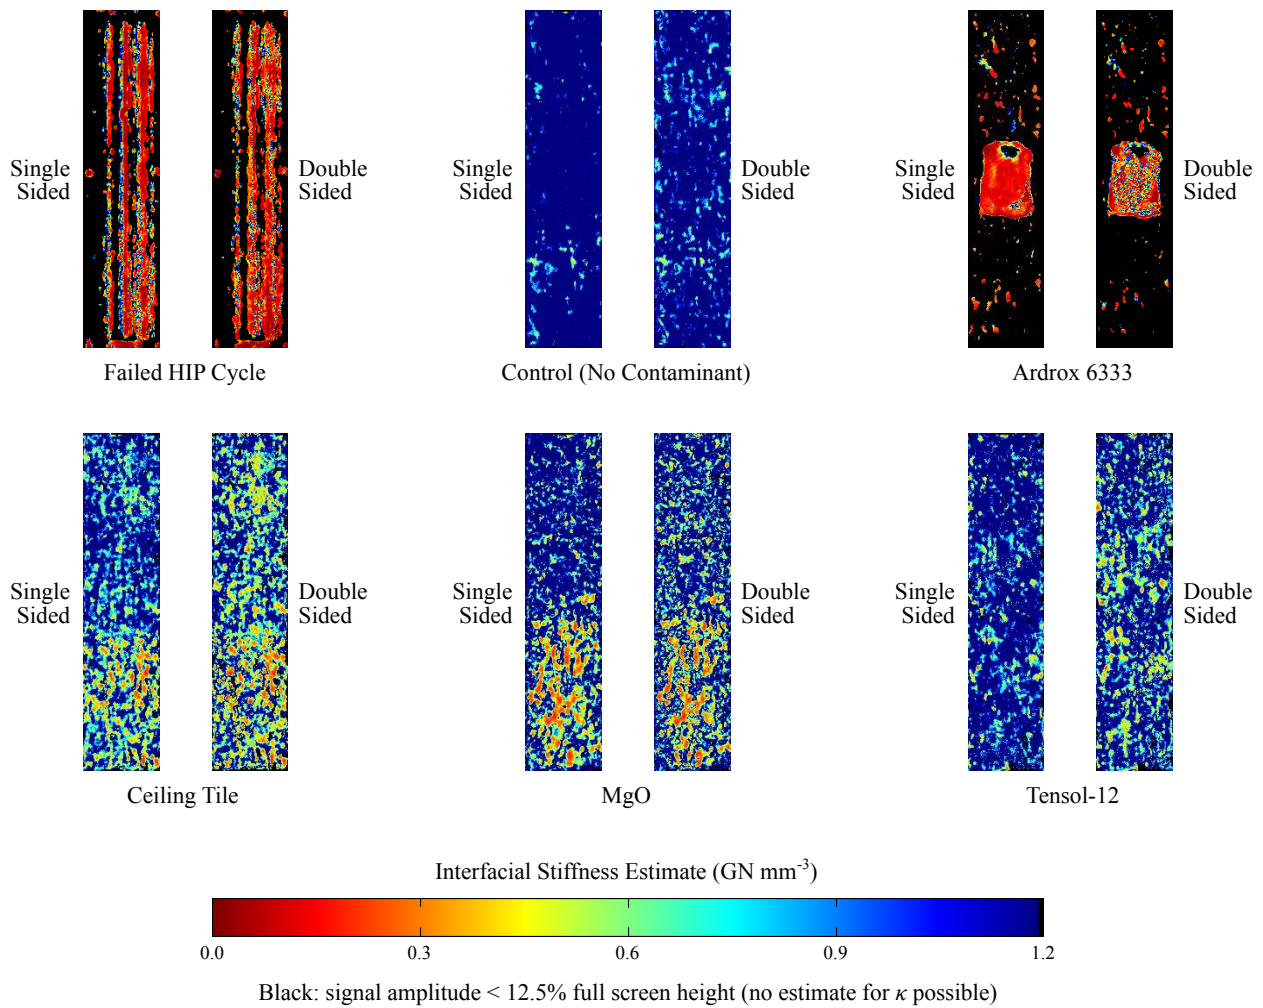 Single
Sided
Double
Sided
Failed HIP Cycle
Single
Sided
Double
Sided
Control (No Contaminant)
Single
Sided
Double
Sided
Ardrox 6333
Single
Sided
Double
Sided
Ceiling Tile
Single
Sided
Double
Sided
MgO
Single
Sided
Double
Sided
Tensol-12
Interfacial Stiffness Estimate (GN mm⁻³)
0.0 0.3 0.6 0.9 1.2
Black: signal amplitude < 12.5% full screen height (no estimate for κ possible)